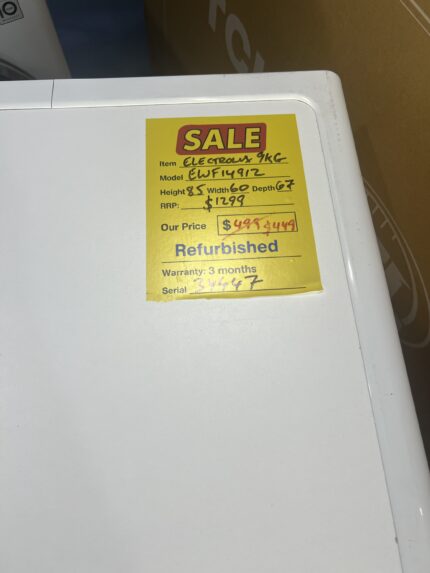 SALE
Item ELECTROLUX 9KG
Model EWF14912
Height 85 Width 60 Depth 67
RRP: $1299
Our Price $499 $449
Refurbished
Warranty: 3 months
Serial 34447